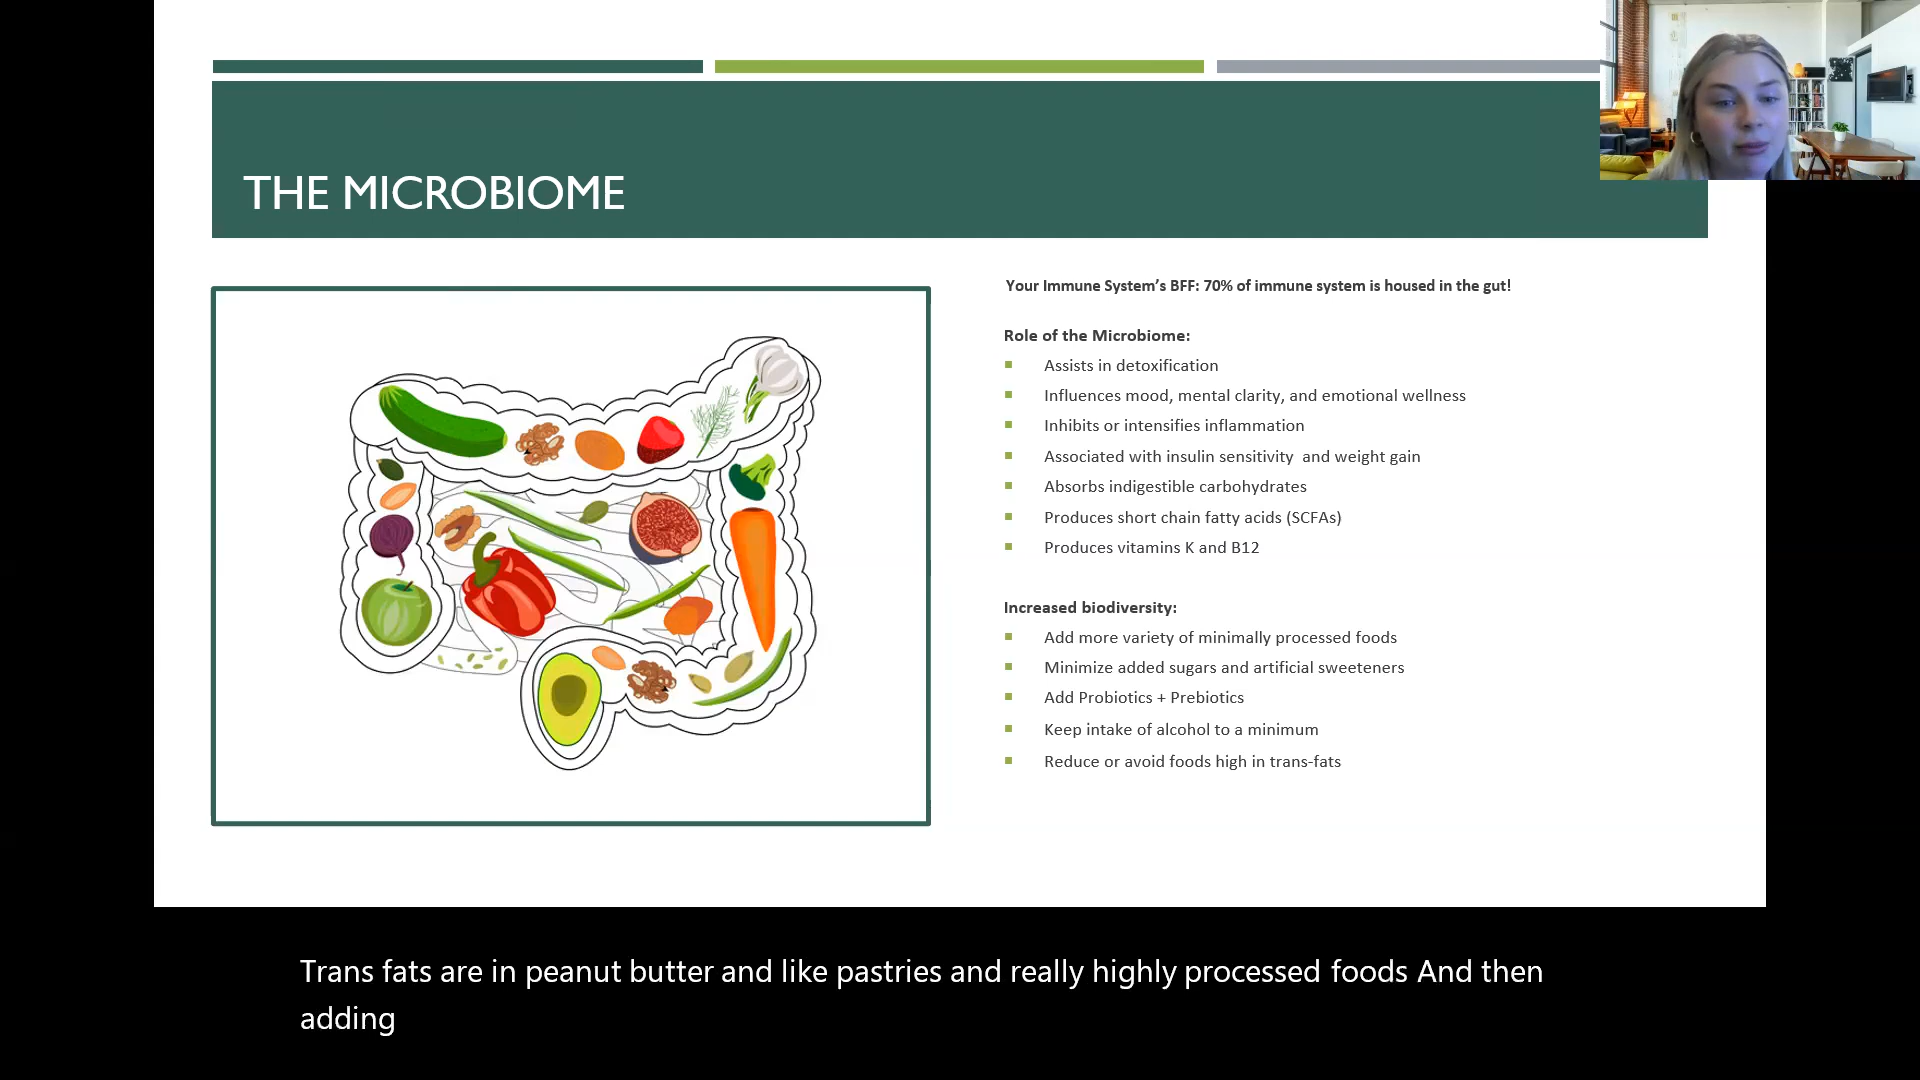 THE MICROBIOME
Your Immune System's BFF: 70% of immune system is housed in the gut!
Role of the Microbiome:
Assists in detoxification
Influences mood, mental clarity, and emotional wellness
Inhibits or intensifies inflammation
Associated with insulin sensitivity  and weight gain
Absorbs indigestible carbohydrates
Produces short chain fatty acids (SCFAs)
Produces vitamins K and B12
Increased biodiversity:
Add more variety of minimally processed foods
Minimize added sugars and artificial sweeteners
Add Probiotics + Prebiotics
Keep intake of alcohol to a minimum
Reduce or avoid foods high in trans-fats
Trans fats are in peanut butter and like pastries and really highly processed foods And then
adding